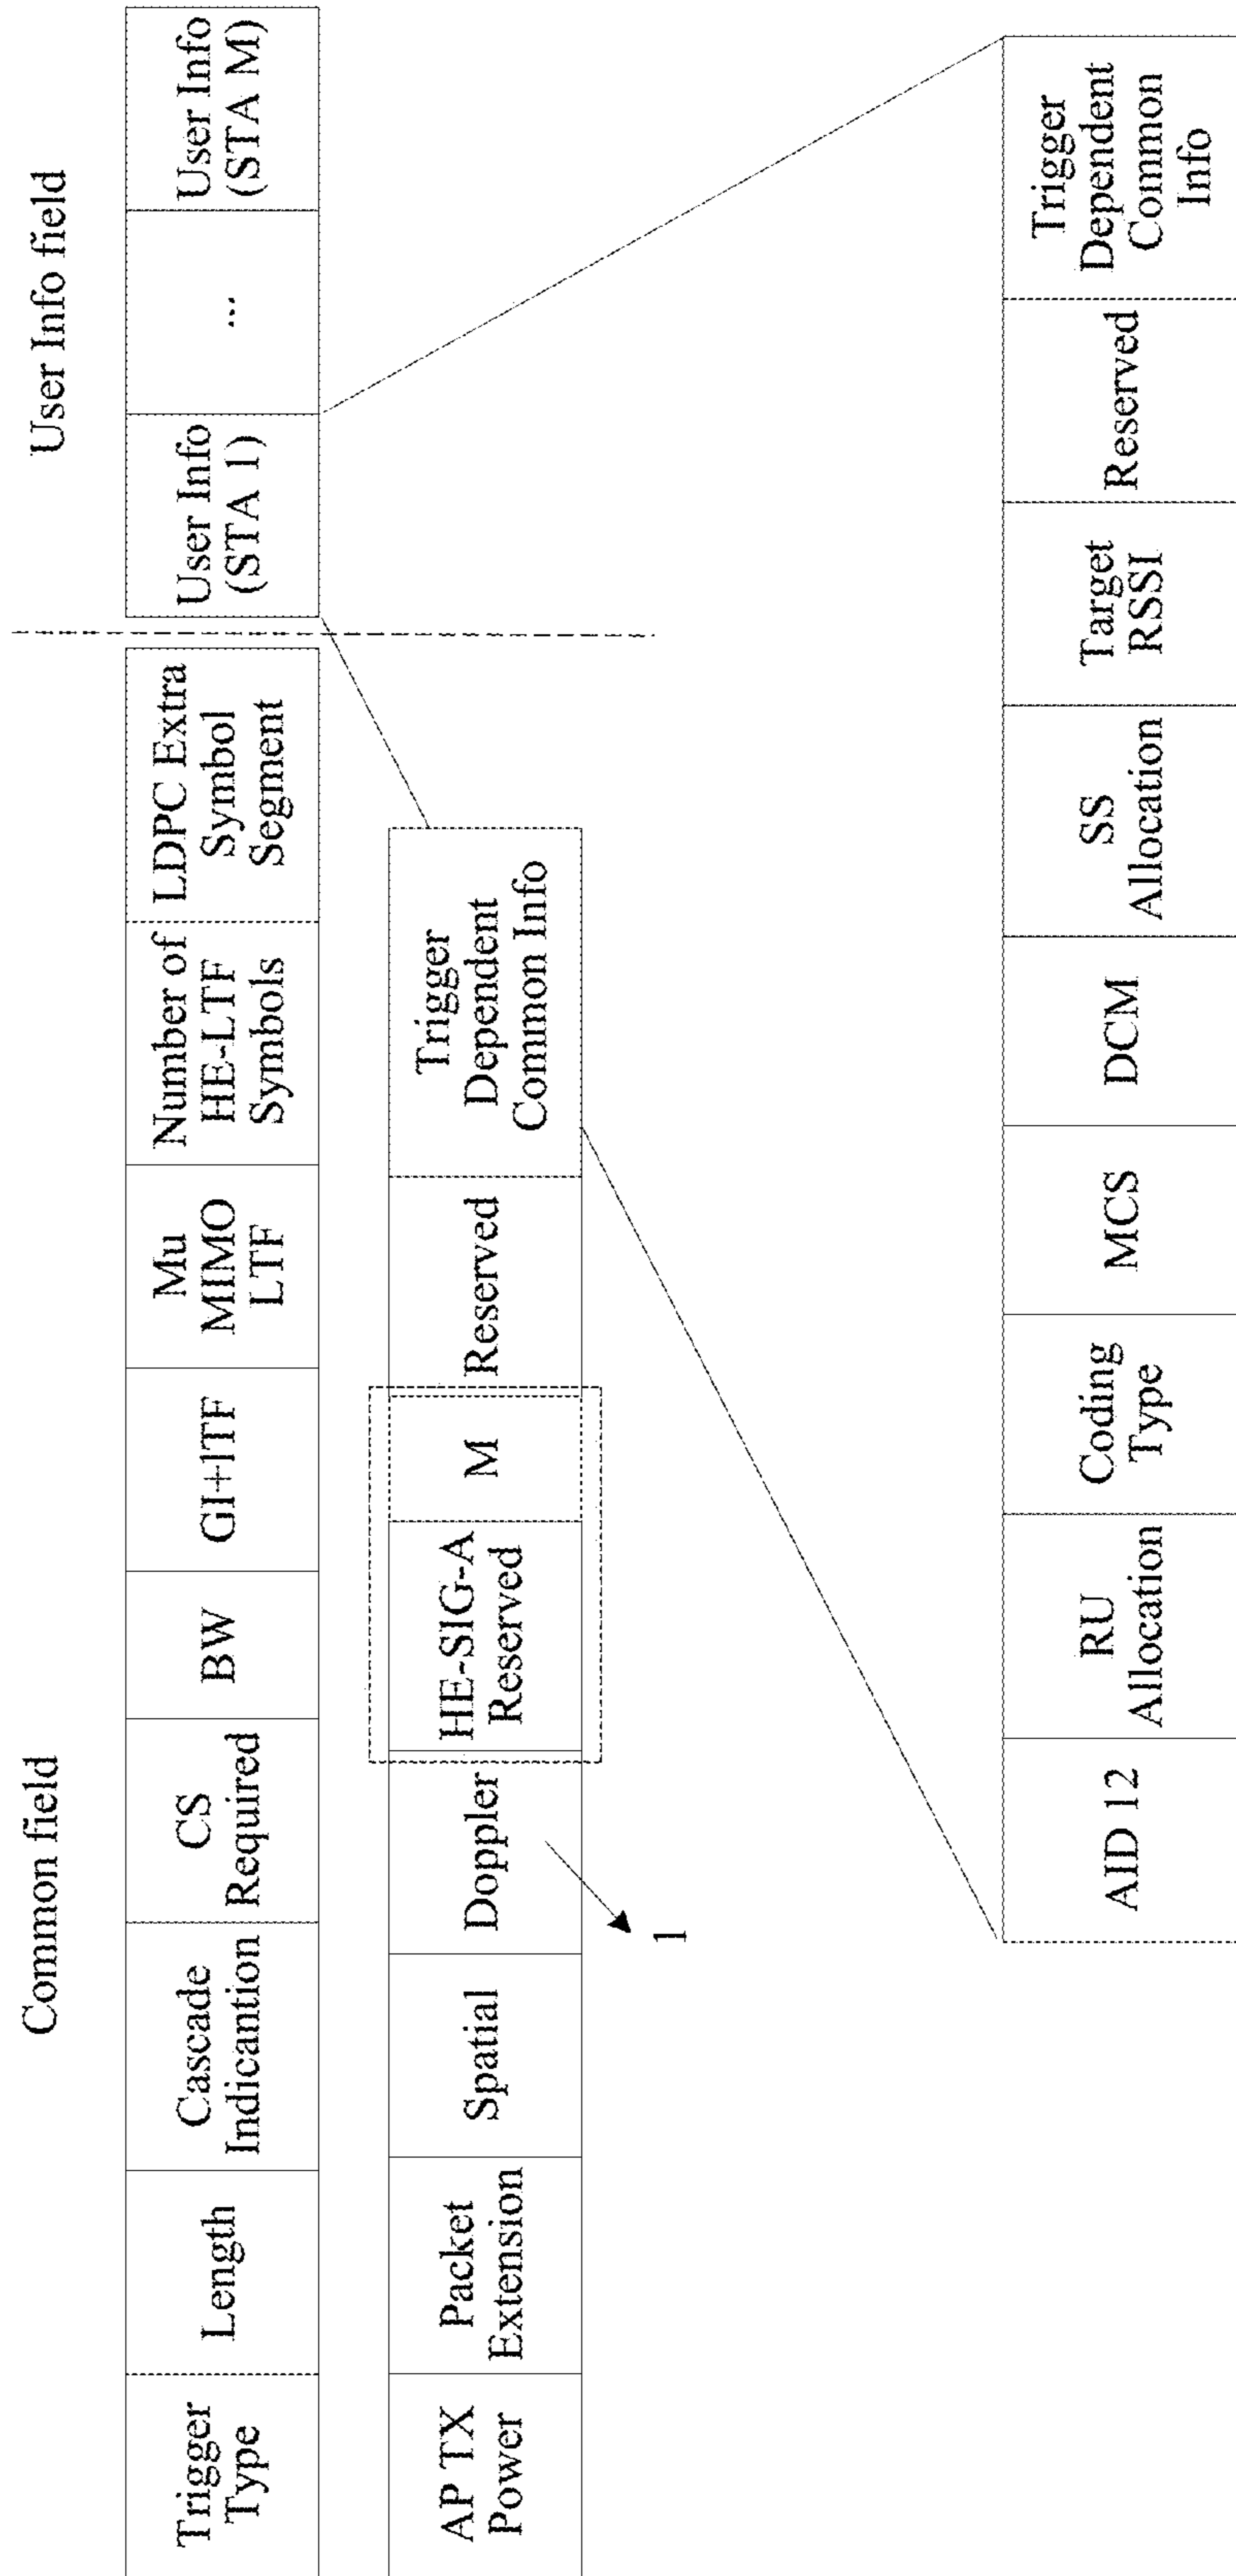 Common field
User Info field
Trigger
Type
Length
Cascade
Indicantion
CS
Required
BW
GI+lTF
Mu
MIMO
LTF
Number of
HE-LTF
Symbols
LDPC Extra
Symbol
Segment
User Info
(STA 1)
...
User Info
(STA M)
AP TX
Power
Packet
Extension
Spatial
Doppler
HE-SIG-A
Reserved
M
Reserved
Trigger
Dependent
Common Info
1
AID 12
RU
Allocation
Coding
Type
MCS
DCM
SS
Allocation
Target
RSSI
Reserved
Trigger
Dependent
Common
Info